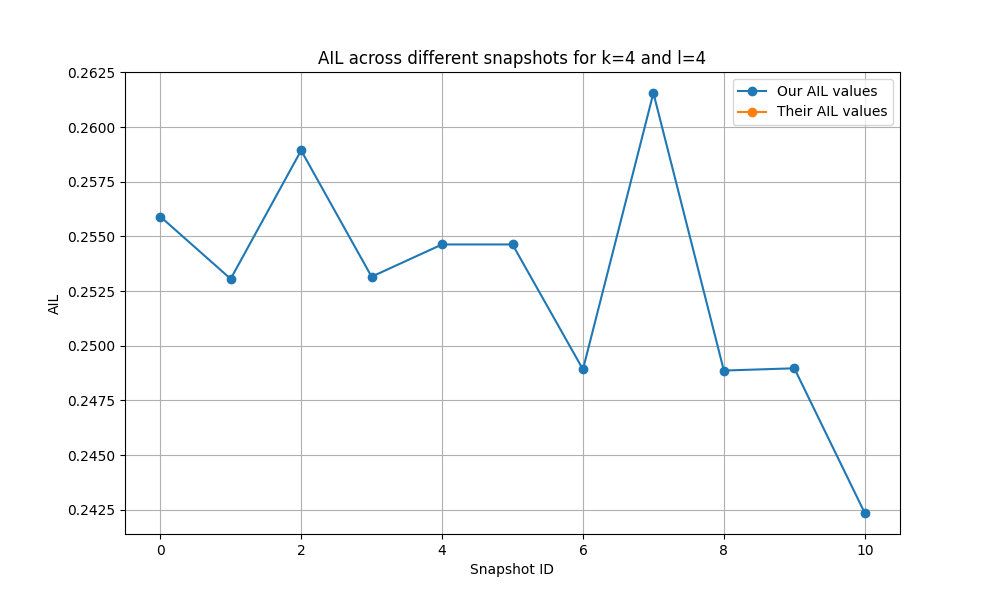 AIL across different snapshots for k=4 and l=4
0.2625
0.2600
0.2575
0.2550
0.2525
0.2500
0.2475
0.2450
0.2425
AIL
Our AIL values
Their AIL values
0 2 4 6 8 10
Snapshot ID